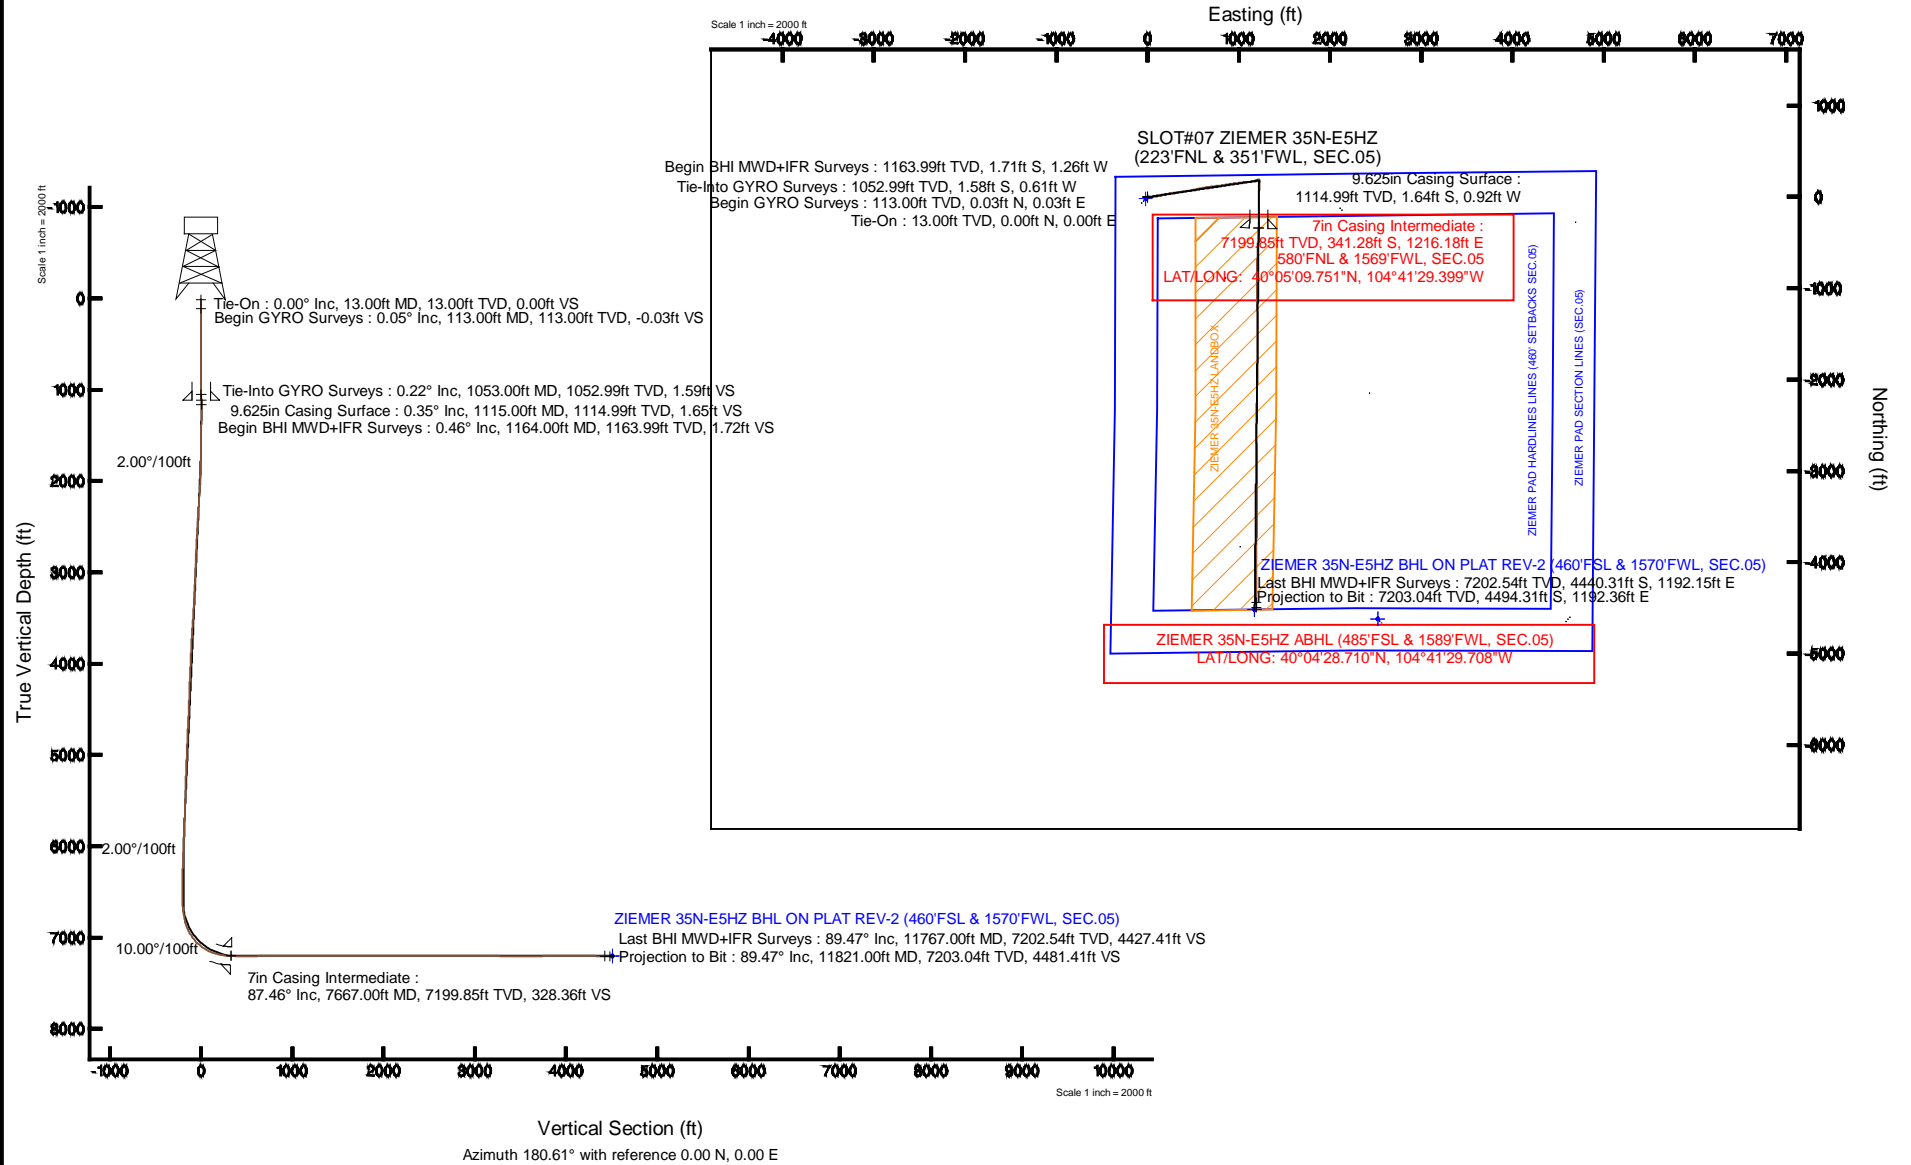 Scale 1 inch = 2000 ft
Easting (ft)
-4000 -3000 -2000 -1000 0 1000 2000 3000 4000 5000 6000 7000
SLOT#07 ZIEMER 35N-E5HZ
(223'FNL & 351'FWL, SEC.05)
Begin BHI MWD+IFR Surveys : 1163.99ft TVD, 1.71ft S, 1.26ft W
Tie-Into GYRO Surveys : 1052.99ft TVD, 1.58ft S, 0.61ft W
Begin GYRO Surveys : 113.00ft TVD, 0.03ft N, 0.03ft E
Tie-On : 13.00ft TVD, 0.00ft N, 0.00ft E
9.625in Casing Surface :
1114.99ft TVD, 1.64ft S, 0.92ft W
7in Casing Intermediate :
7199.85ft TVD, 341.28ft S, 1216.18ft E
580'FNL & 1569'FWL, SEC.05
LAT/LONG: 40°05'09.751"N, 104°41'29.399"W
ZIEMER 35N-E5HZ LANDBOX
ZIEMER PAD HARDLINES LINES (460' SETBACKS SEC.05)
ZIEMER PAD SECTION LINES (SEC.05)
ZIEMER 35N-E5HZ BHL ON PLAT REV-2 (460'FSL & 1570'FWL, SEC.05)
Last BHI MWD+IFR Surveys : 7202.54ft TVD, 4440.31ft S, 1192.15ft E
Projection to Bit : 7203.04ft TVD, 4494.31ft S, 1192.36ft E
ZIEMER 35N-E5HZ ABHL (485'FSL & 1589'FWL, SEC.05)
LAT/LONG: 40°04'28.710"N, 104°41'29.708"W
1000
0
-1000
-2000
-3000
-4000
-5000
-6000
Northing (ft)
Scale 1 inch = 2000 ft
-1000
0
1000
2000
3000
4000
5000
6000
7000
8000
True Vertical Depth (ft)
Tie-On : 0.00° Inc, 13.00ft MD, 13.00ft TVD, 0.00ft VS
Begin GYRO Surveys : 0.05° Inc, 113.00ft MD, 113.00ft TVD, -0.03ft VS
Tie-Into GYRO Surveys : 0.22° Inc, 1053.00ft MD, 1052.99ft TVD, 1.59ft VS
9.625in Casing Surface : 0.35° Inc, 1115.00ft MD, 1114.99ft TVD, 1.65ft VS
Begin BHI MWD+IFR Surveys : 0.46° Inc, 1164.00ft MD, 1163.99ft TVD, 1.72ft VS
2.00°/100ft
2.00°/100ft
10.00°/100ft
ZIEMER 35N-E5HZ BHL ON PLAT REV-2 (460'FSL & 1570'FWL, SEC.05)
Last BHI MWD+IFR Surveys : 89.47° Inc, 11767.00ft MD, 7202.54ft TVD, 4427.41ft VS
Projection to Bit : 89.47° Inc, 11821.00ft MD, 7203.04ft TVD, 4481.41ft VS
7in Casing Intermediate :
87.46° Inc, 7667.00ft MD, 7199.85ft TVD, 328.36ft VS
-1000 0 1000 2000 3000 4000 5000 6000 7000 8000 9000 10000
Scale 1 inch = 2000 ft
Vertical Section (ft)
Azimuth 180.61° with reference 0.00 N, 0.00 E